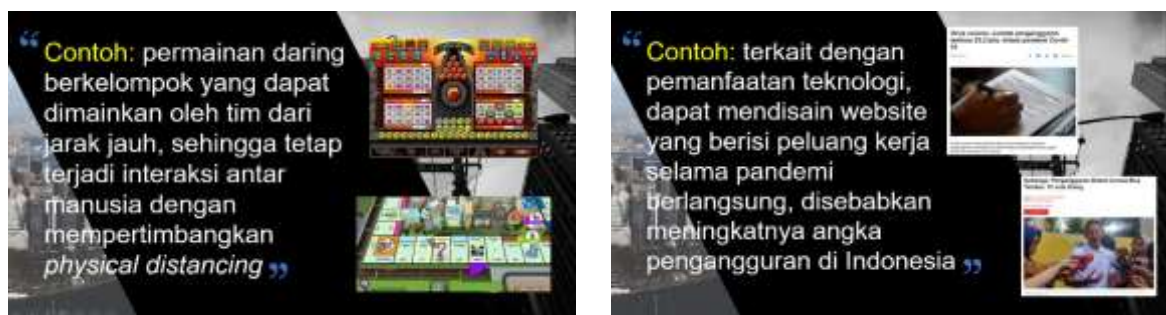 “ Contoh: permainan daring
berkelompok yang dapat
dimainkan oleh tim dari
jarak jauh, sehingga tetap
terjadi interaksi antar
manusia dengan
mempertimbangkan
physical distancing ”
“ Contoh: terkait dengan
pemanfaatan teknologi,
dapat mendisain website
yang berisi peluang kerja
selama pandemi
berlangsung, disebabkan
meningkatnya angka
pengangguran di Indonesia ”